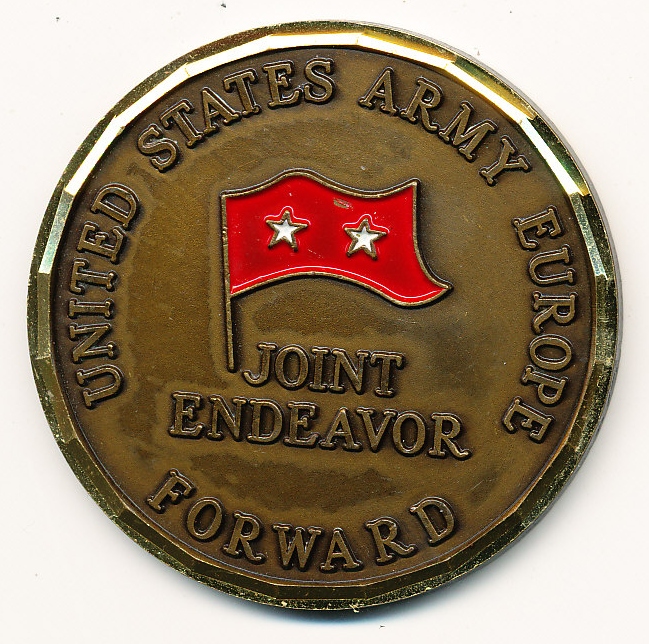 UNITED STATES ARMY EUROPE
JOINT
ENDEAVOR
FORWARD